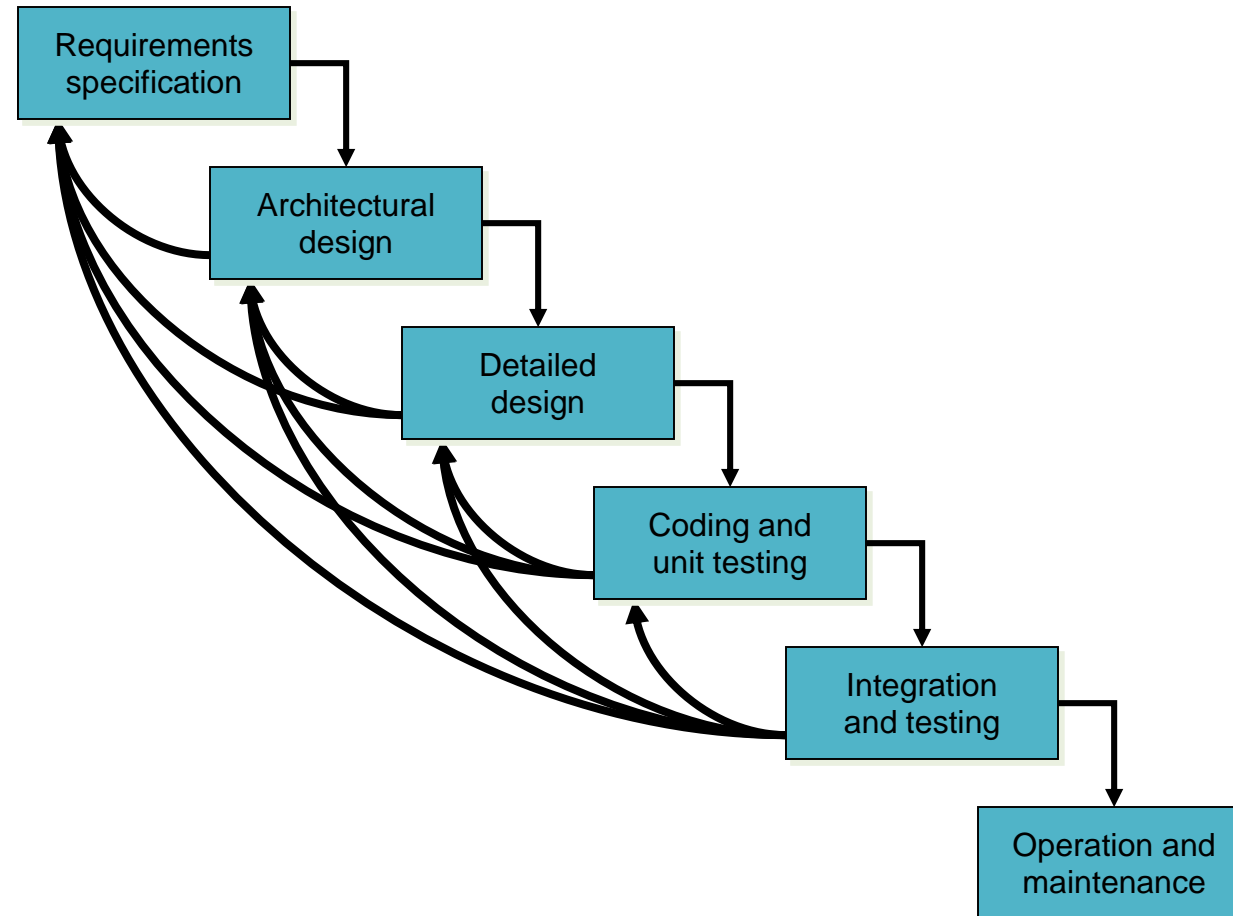 Requirements
specification
Architectural
design
Detailed
design
Coding and
unit testing
Integration
and testing
Operation and
maintenance